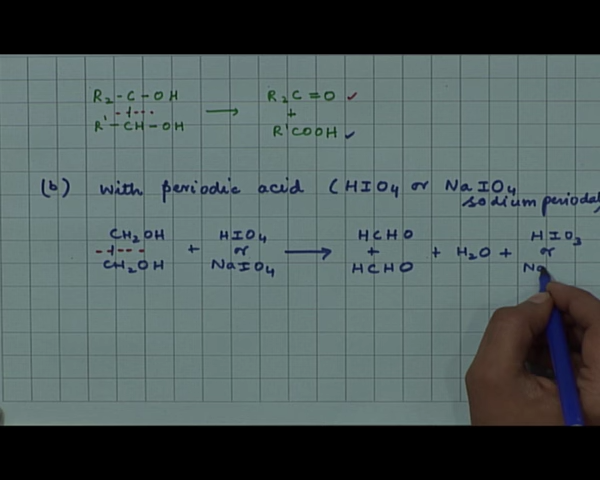 R₂-C-OH → R₂C=O
+
R'-CH-OH R'COOH
(b) with periodic acid (HIO₄ or NaIO₄
sodium periodat
CH₂OH HIO₄ HCHO HIO₃
+ or → + + H₂O + or
CH₂OH NaIO₄ HCHO Na